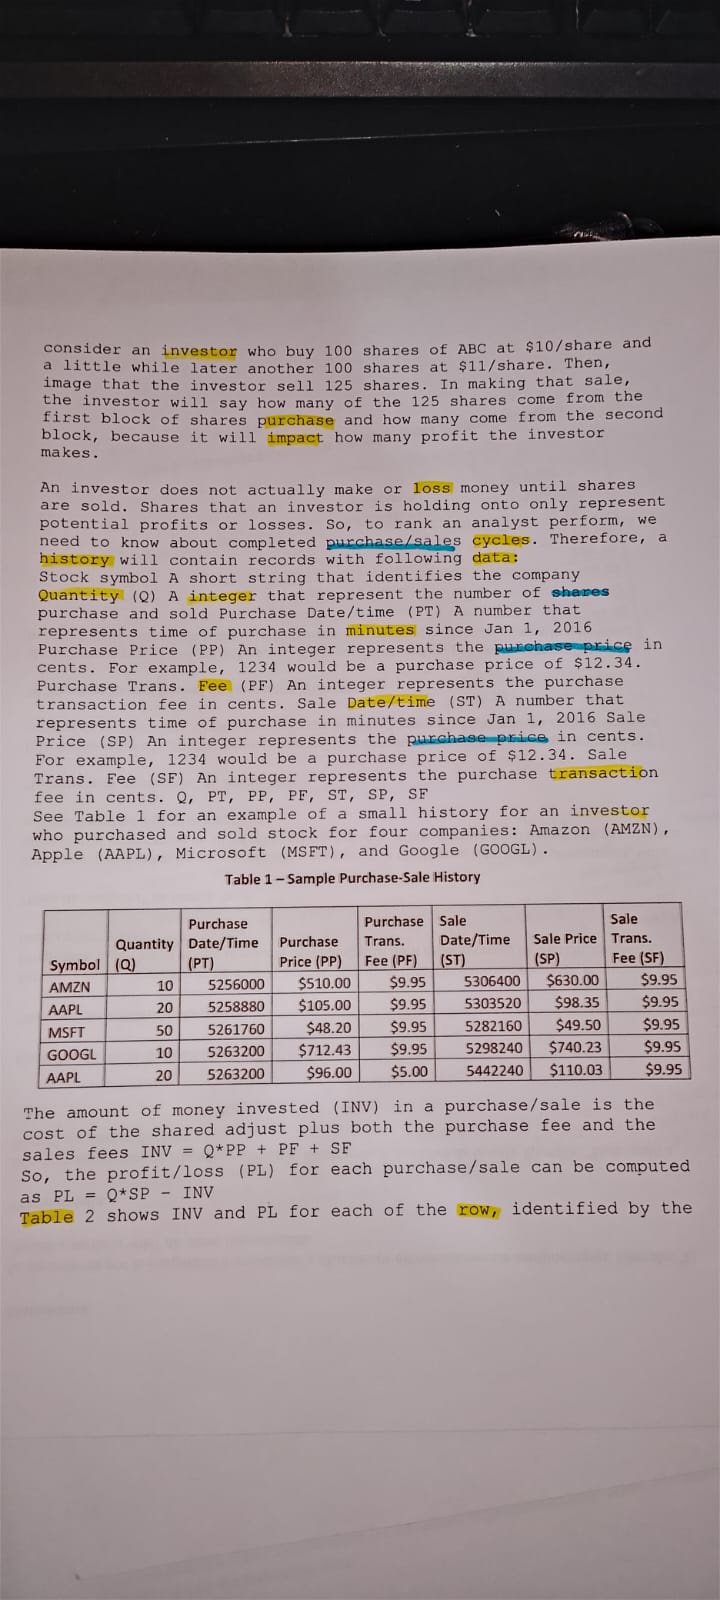 consider an investor who buy 100 shares of ABC at $10/share and
a little while later another 100 shares at $11/share. Then,
image that the investor sell 125 shares. In making that sale,
the investor will say how many of the 125 shares come from the
first block of shares purchase and how many come from the second
block, because it will impact how many profit the investor
makes.
An investor does not actually make or loss money until shares
are sold. Shares that an investor is holding onto only represent
potential profits or losses. So, to rank an analyst perform, we
need to know about completed purchase/sales cycles. Therefore, a
history will contain records with following data:
Stock symbol A short string that identifies the company
Quantity (Q) A integer that represent the number of shares
purchase and sold Purchase Date/time (PT) A number that
represents time of purchase in minutes since Jan 1, 2016
Purchase Price (PP) An integer represents the purchase price in
cents. For example, 1234 would be a purchase price of $12.34.
Purchase Trans. Fee (PF) An integer represents the purchase
transaction fee in cents. Sale Date/time (ST) A number that
represents time of purchase in minutes since Jan 1, 2016 Sale
Price (SP) An integer represents the purchase price in cents.
For example, 1234 would be a purchase price of $12.34. Sale
Trans. Fee (SF) An integer represents the purchase transaction
fee in cents. Q, PT, PP, PF, ST, SP, SF
See Table 1 for an example of a small history for an investor
who purchased and sold stock for four companies: Amazon (AMZN),
Apple (AAPL), Microsoft (MSFT), and Google (GOOGL).
Table 1 – Sample Purchase-Sale History
Symbol Quantity (Q) Purchase Date/Time (PT) Purchase Price (PP) Purchase Trans. Fee (PF) Sale Date/Time (ST) Sale Price (SP) Sale Trans. Fee (SF)
AMZN 10 5256000 $510.00 $9.95 5306400 $630.00 $9.95
AAPL 20 5258880 $105.00 $9.95 5303520 $98.35 $9.95
MSFT 50 5261760 $48.20 $9.95 5282160 $49.50 $9.95
GOOGL 10 5263200 $712.43 $9.95 5298240 $740.23 $9.95
AAPL 20 5263200 $96.00 $5.00 5442240 $110.03 $9.95
The amount of money invested (INV) in a purchase/sale is the
cost of the shared adjust plus both the purchase fee and the
sales fees INV = Q*PP + PF + SF
So, the profit/loss (PL) for each purchase/sale can be computed
as PL = Q*SP - INV
Table 2 shows INV and PL for each of the row, identified by the